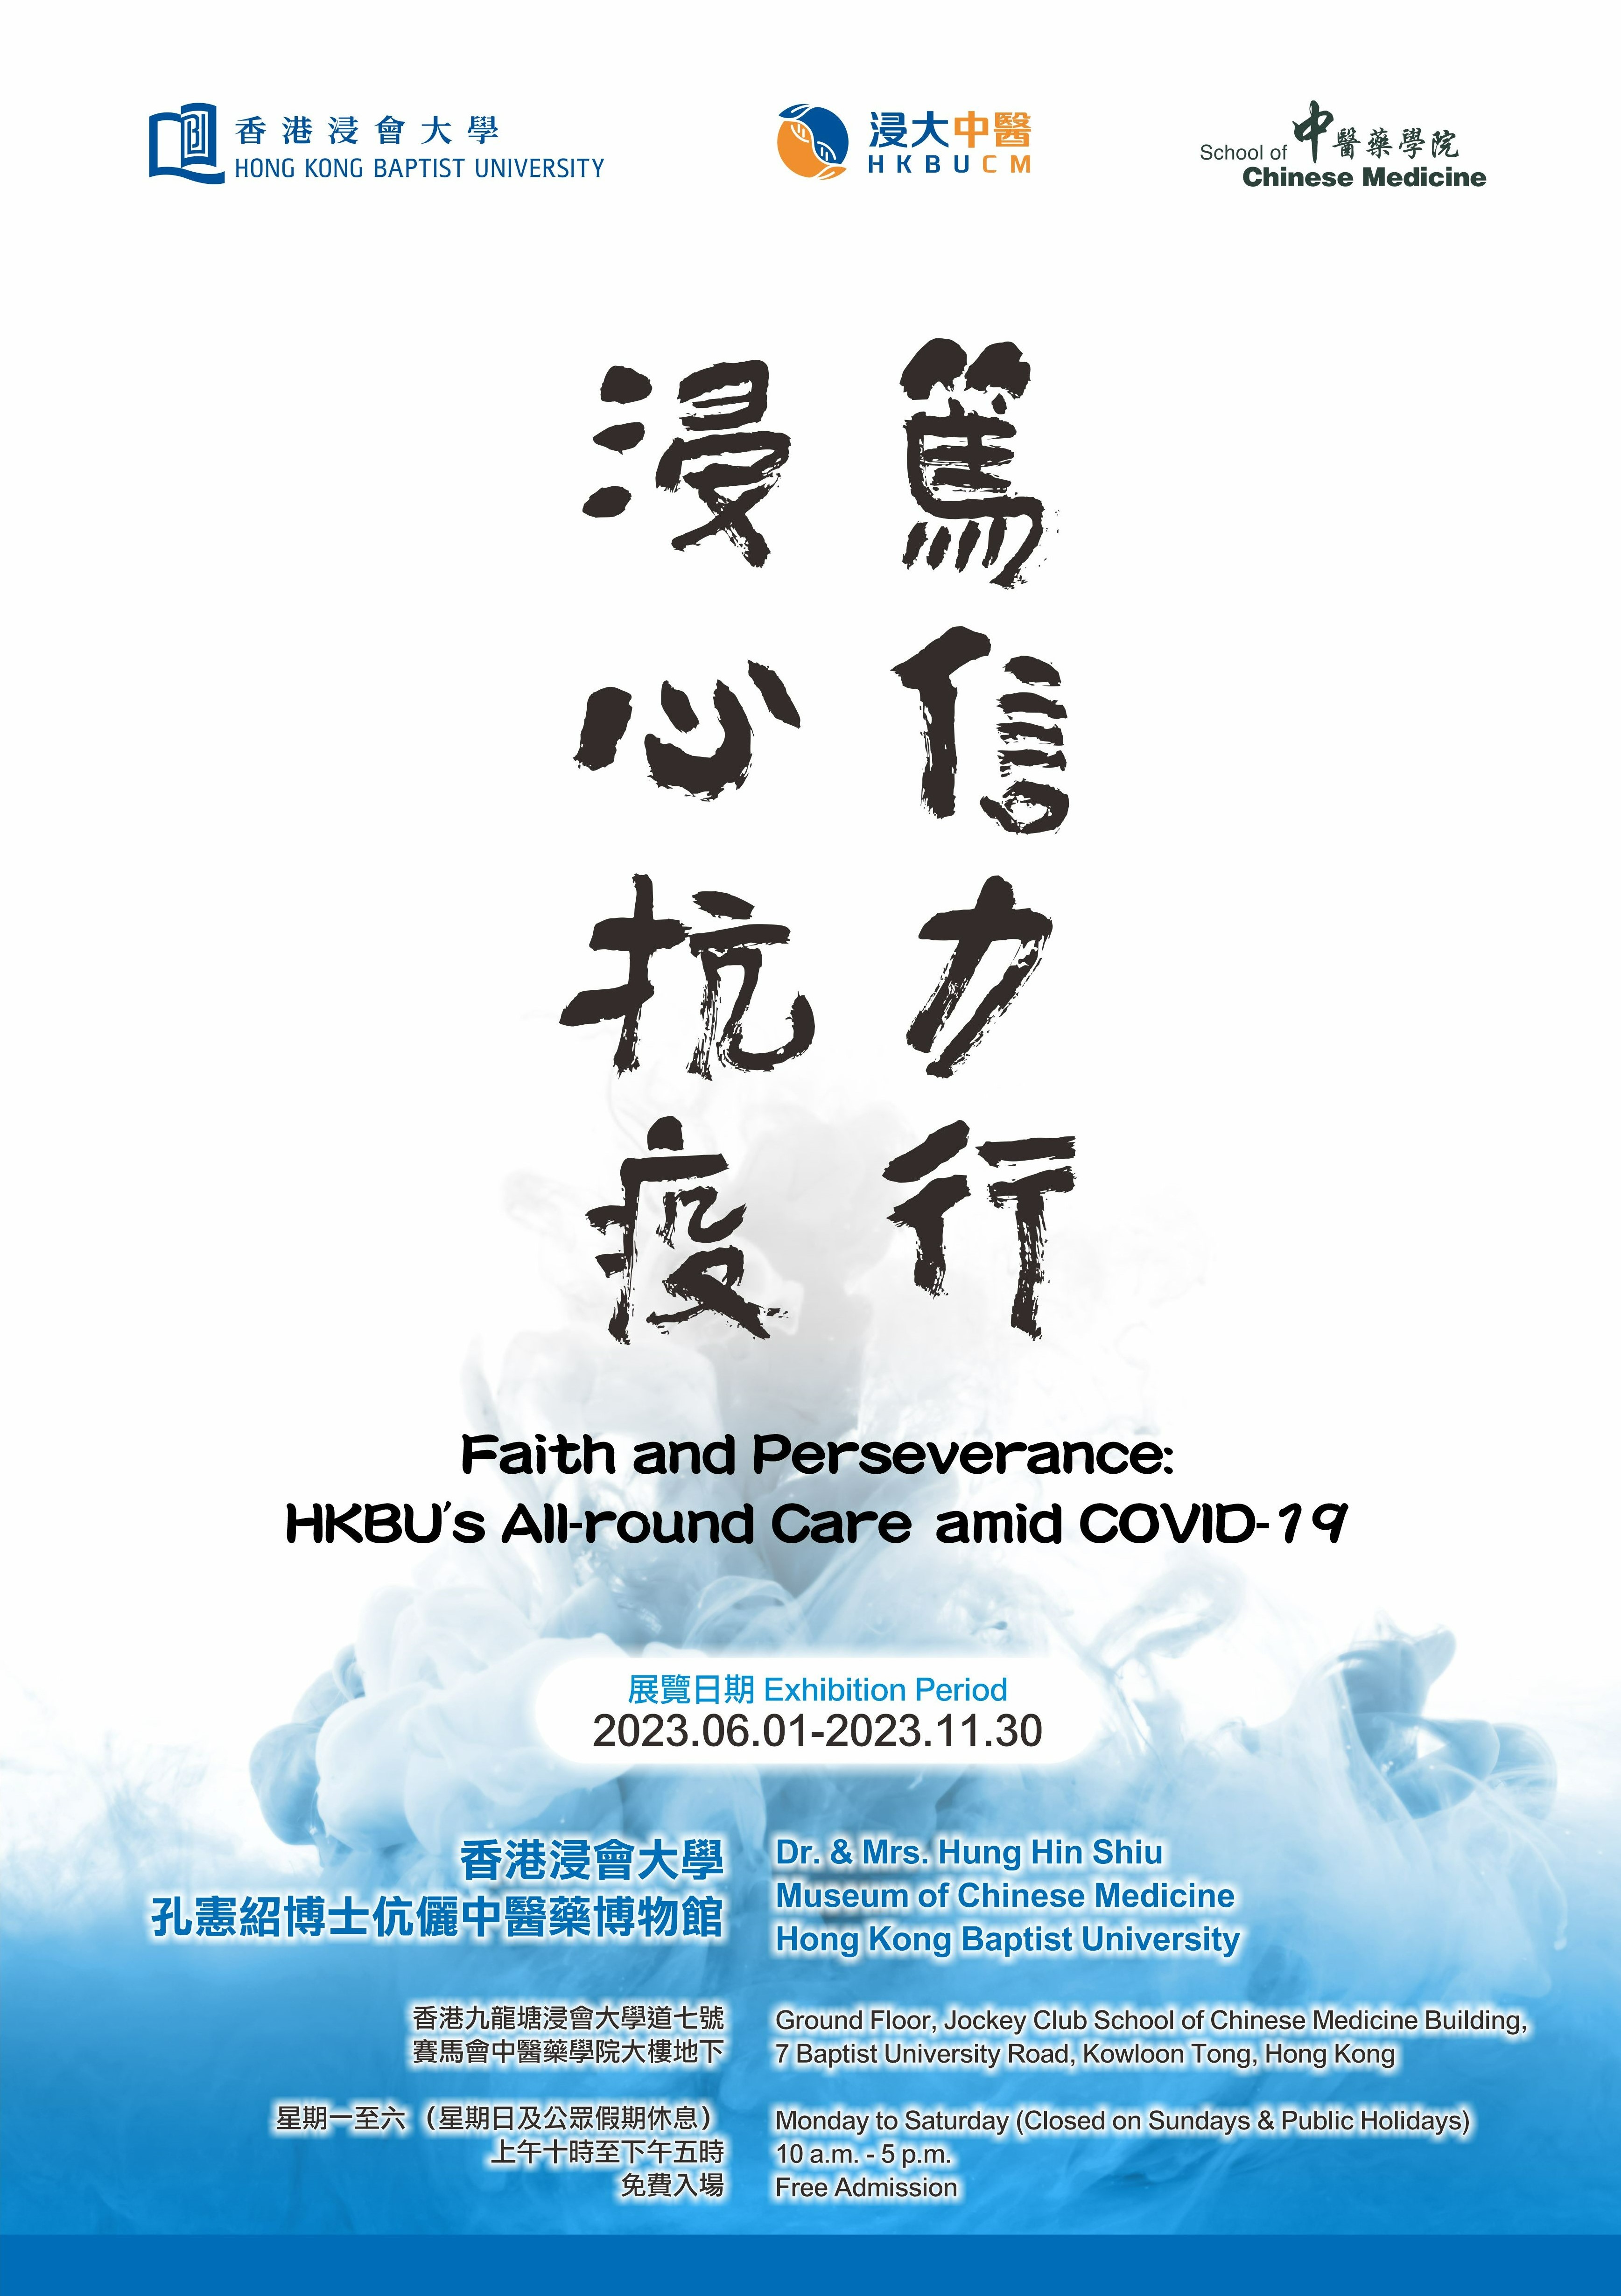 香港浸會大學
HONG KONG BAPTIST UNIVERSITY
浸大中醫
HKBUCM
School of 中醫藥學院
Chinese Medicine
篤信力行
浸心抗疫
Faith and Perseverance:
HKBU's All-round Care amid COVID-19
展覽日期 Exhibition Period
2023.06.01-2023.11.30
香港浸會大學
孔憲紹博士伉儷中醫藥博物館
Dr. & Mrs. Hung Hin Shiu
Museum of Chinese Medicine
Hong Kong Baptist University
香港九龍塘浸會大學道七號
賽馬會中醫藥學院大樓地下
Ground Floor, Jockey Club School of Chinese Medicine Building,
7 Baptist University Road, Kowloon Tong, Hong Kong
星期一至六（星期日及公眾假期休息）
上午十時至下午五時
免費入場
Monday to Saturday (Closed on Sundays & Public Holidays)
10 a.m. - 5 p.m.
Free Admission